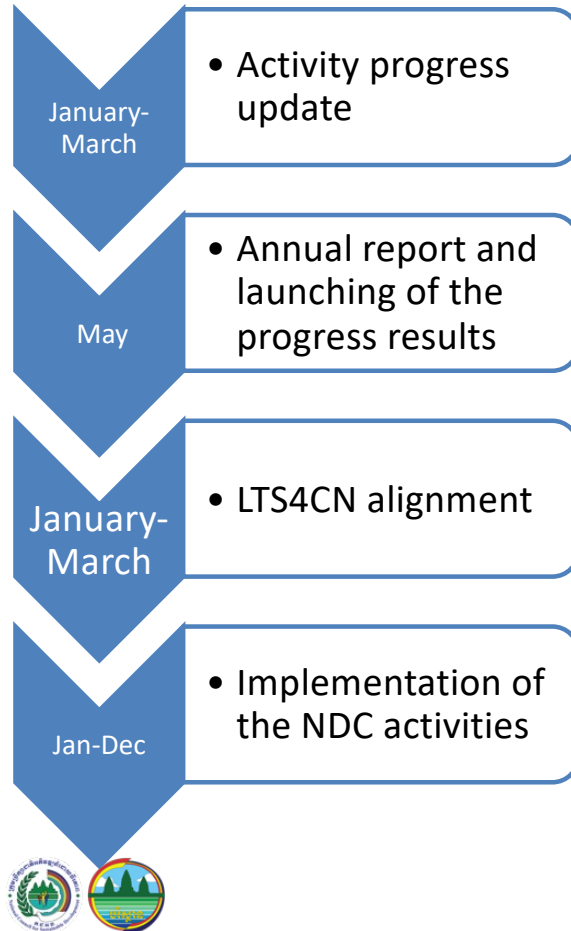 January-
March
• Activity progress
update
May
• Annual report and
launching of the
progress results
January-
March
• LTS4CN alignment
Jan-Dec
• Implementation of
the NDC activities